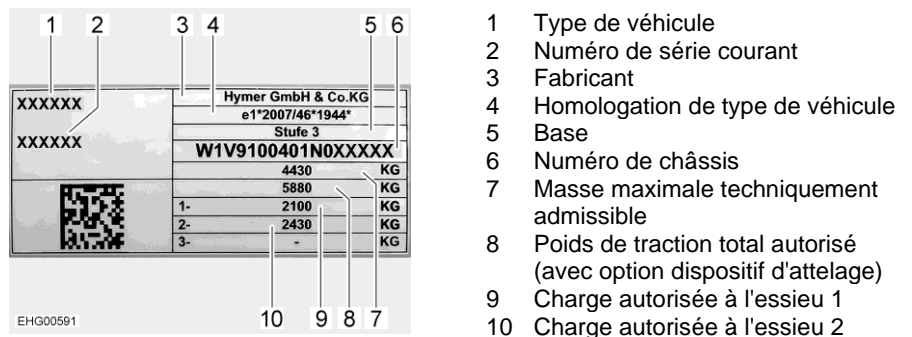 1 2 3 4 5 6
XXXXXX
XXXXXX
Hymer GmbH & Co.KG
e1*2007/46*1944*
Stufe 3
W1V9100401N0XXXXX
4430 KG
5880 KG
1- 2100 KG
2- 2430 KG
3- - KG
EHG00591
10 9 8 7
1 Type de véhicule
2 Numéro de série courant
3 Fabricant
4 Homologation de type de véhicule
5 Base
6 Numéro de châssis
7 Masse maximale techniquement
admissible
8 Poids de traction total autorisé
(avec option dispositif d'attelage)
9 Charge autorisée à l'essieu 1
10 Charge autorisée à l'essieu 2